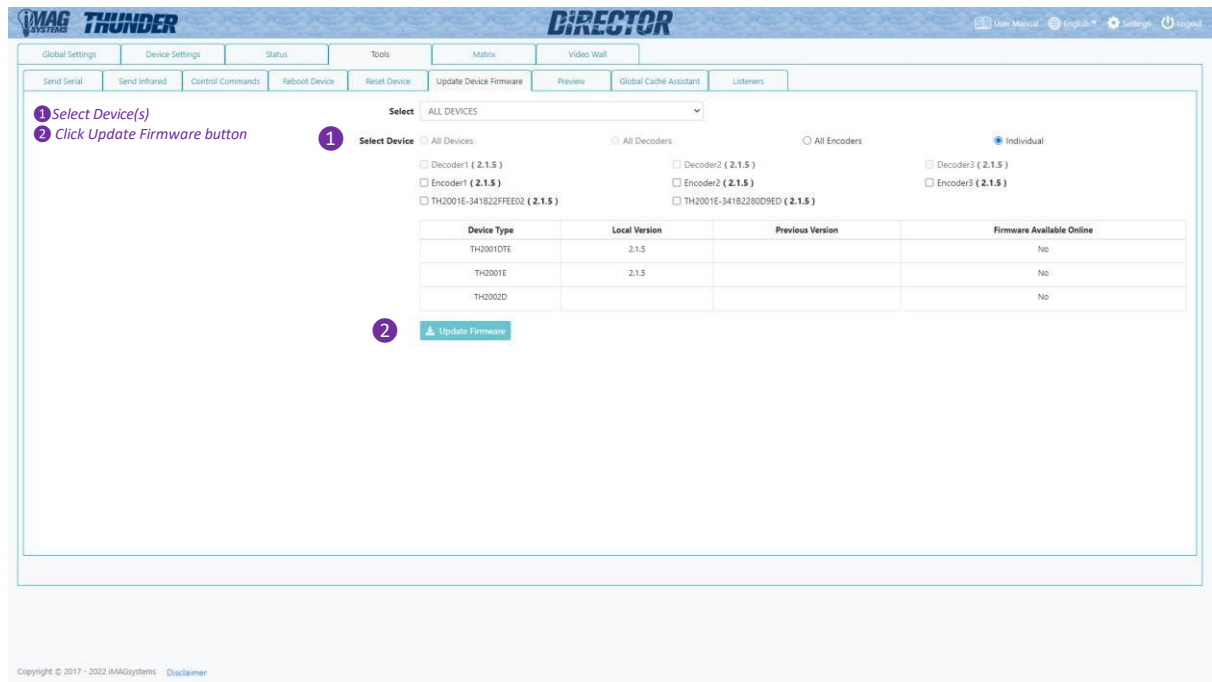 iMAG SYSTEMS THUNDER DiRECTOR User Manual English Settings Logout
Global Settings Device Settings Status Tools Matrix Video Wall
Send Serial Send Infrared Control Commands Reboot Device Reset Device Update Device Firmware Preview Global Caché Assistant Listeners
1 Select Device(s)
2 Click Update Firmware button
Select ALL DEVICES
1 Select Device All Devices All Decoders All Encoders Individual
Decoder1 ( 2.1.5 ) Decoder2 ( 2.1.5 ) Decoder3 ( 2.1.5 )
Encoder1 ( 2.1.5 ) Encoder2 ( 2.1.5 ) Encoder3 ( 2.1.5 )
TH2001E-341B22FFEE02 ( 2.1.5 ) TH2001E-341B2280D9ED ( 2.1.5 )
Device Type Local Version Previous Version Firmware Available Online
TH2001DTE 2.1.5 No
TH2001E 2.1.5 No
TH2002D No
2 Update Firmware
Copyright © 2017 - 2022 iMAGsystems Disclaimer